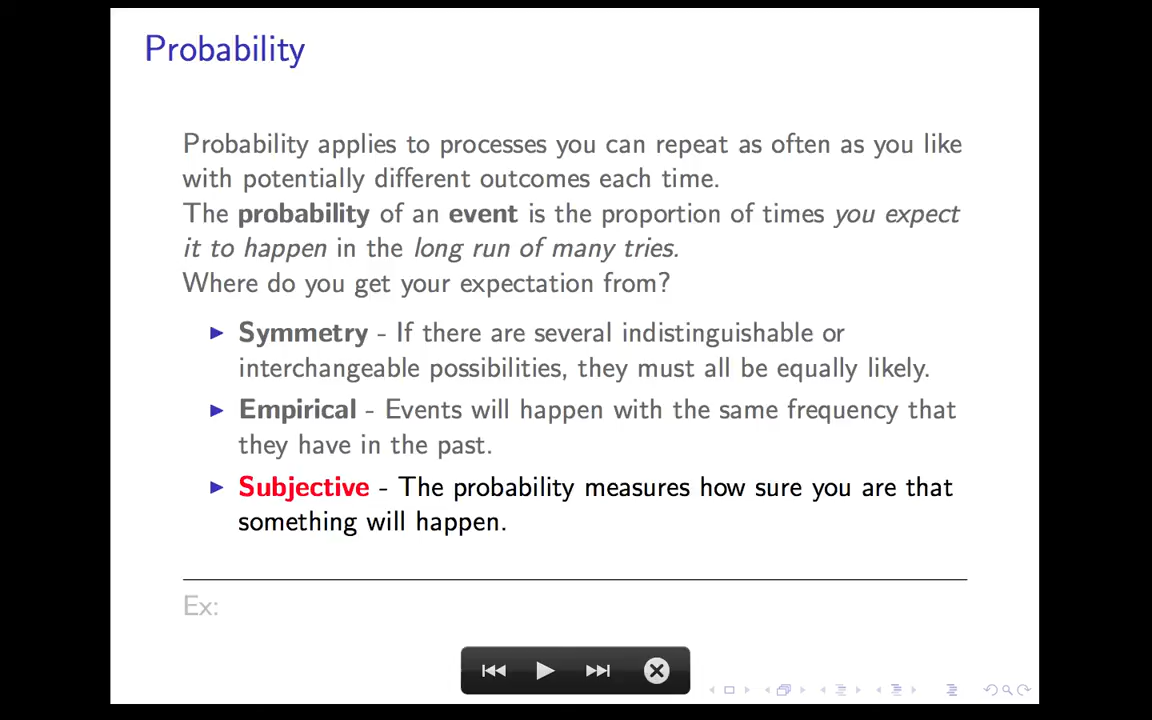 Probability
Probability applies to processes you can repeat as often as you like
with potentially different outcomes each time.
The probability of an event is the proportion of times you expect
it to happen in the long run of many tries.
Where do you get your expectation from?
Symmetry - If there are several indistinguishable or
interchangeable possibilities, they must all be equally likely.
Empirical - Events will happen with the same frequency that
they have in the past.
Subjective - The probability measures how sure you are that
something will happen.
Ex: